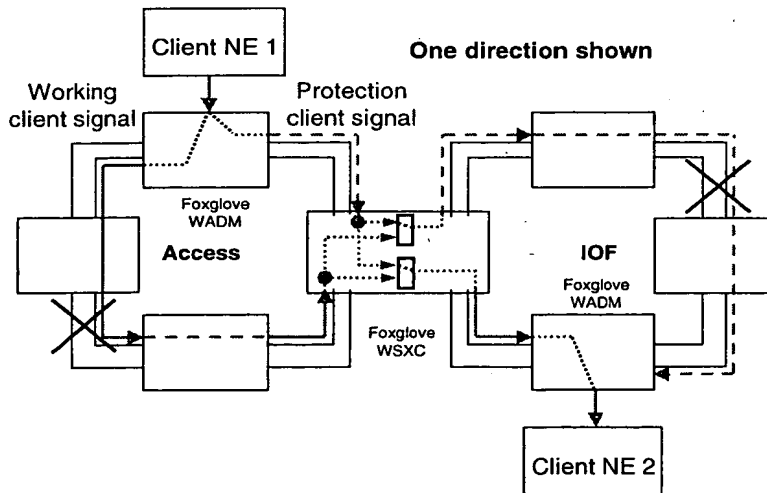 Client NE 1
One direction shown
Working
client signal
Protection
client signal
Foxglove
WADM
Access
IOF
Foxglove
WADM
Foxglove
WSXC
Client NE 2